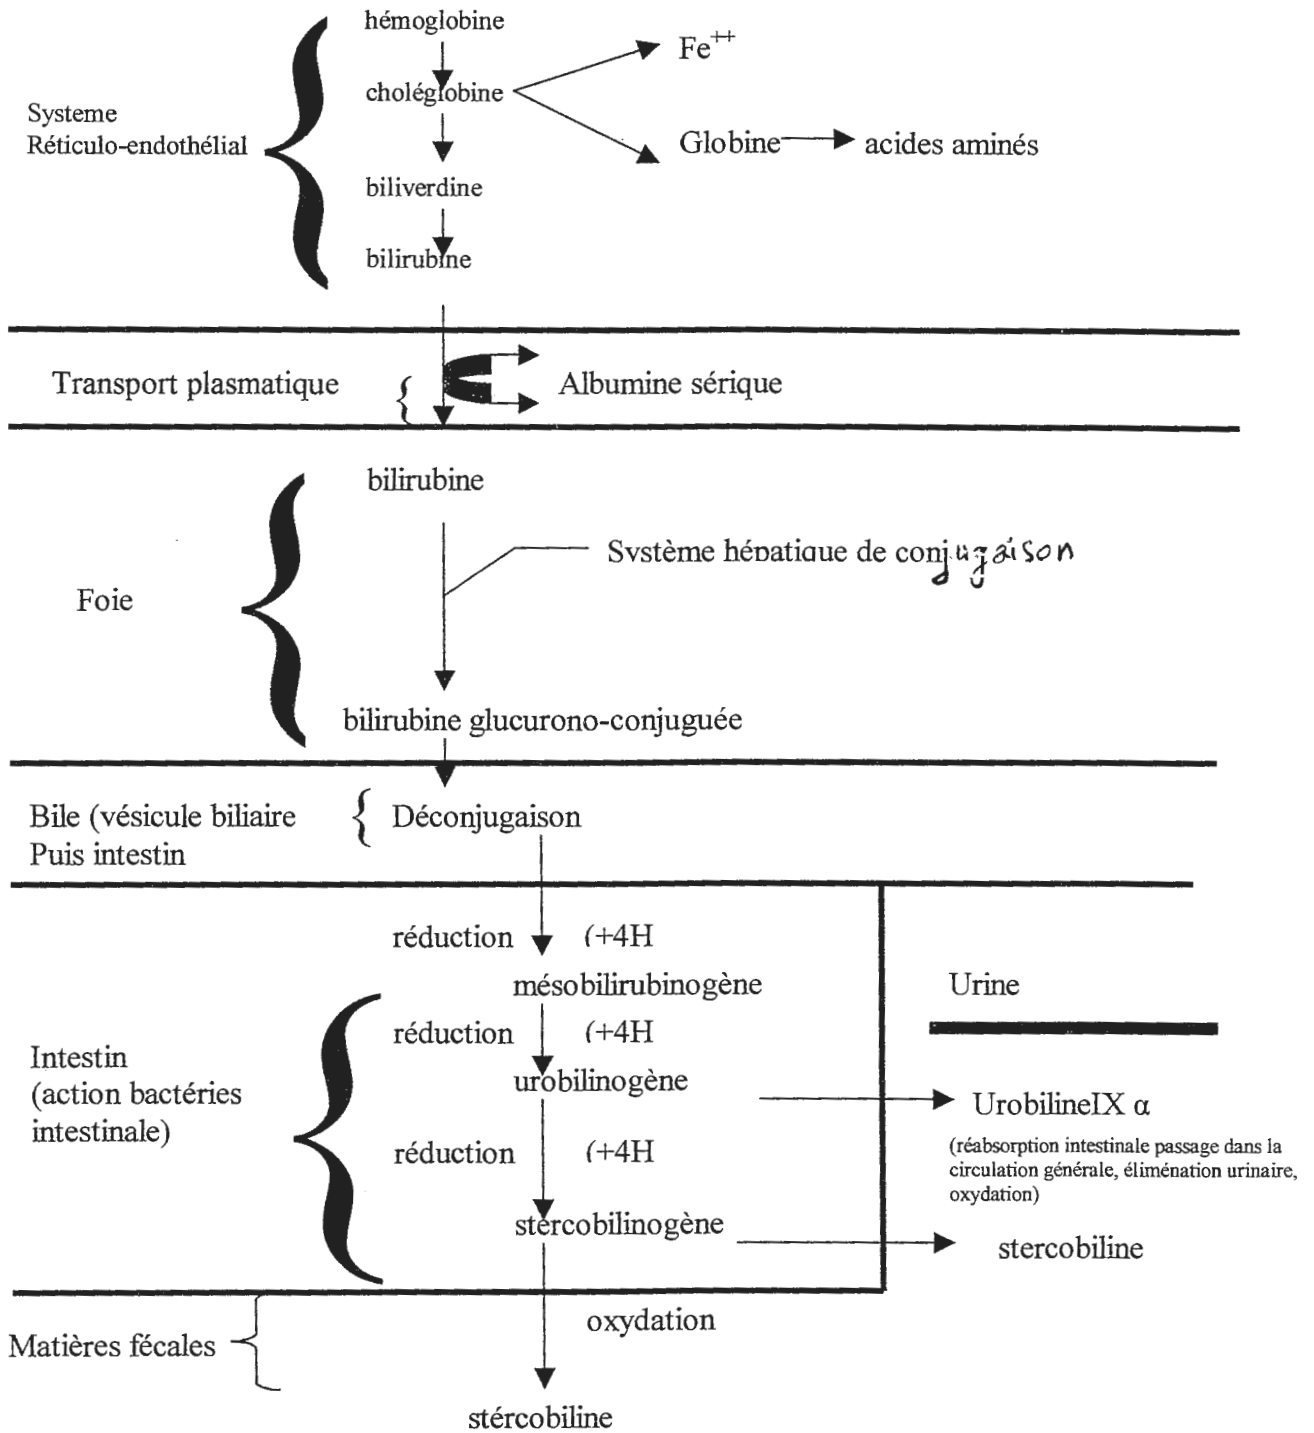 hémoglobine
Fe++
choléglobine
Systeme
Réticulo-endothélial
Globine
acides aminés
biliverdine
bilirubine
Transport plasmatique
{
Albumine sérique
bilirubine
Système hépatique de conjugaison
Foie
bilirubine glucurono-conjuguée
Bile (vésicule biliaire
Puis intestin
{ Déconjugaison
réduction (+4H
mésobilirubinogène
Urine
réduction (+4H
Intestin
(action bactéries
intestinale)
urobilinogène
UrobilineIX α
(réabsorption intestinale passage dans la
circulation générale, éliménation urinaire,
oxydation)
réduction (+4H
stercobilinogène
stercobiline
oxydation
Matières fécales
stércobiline